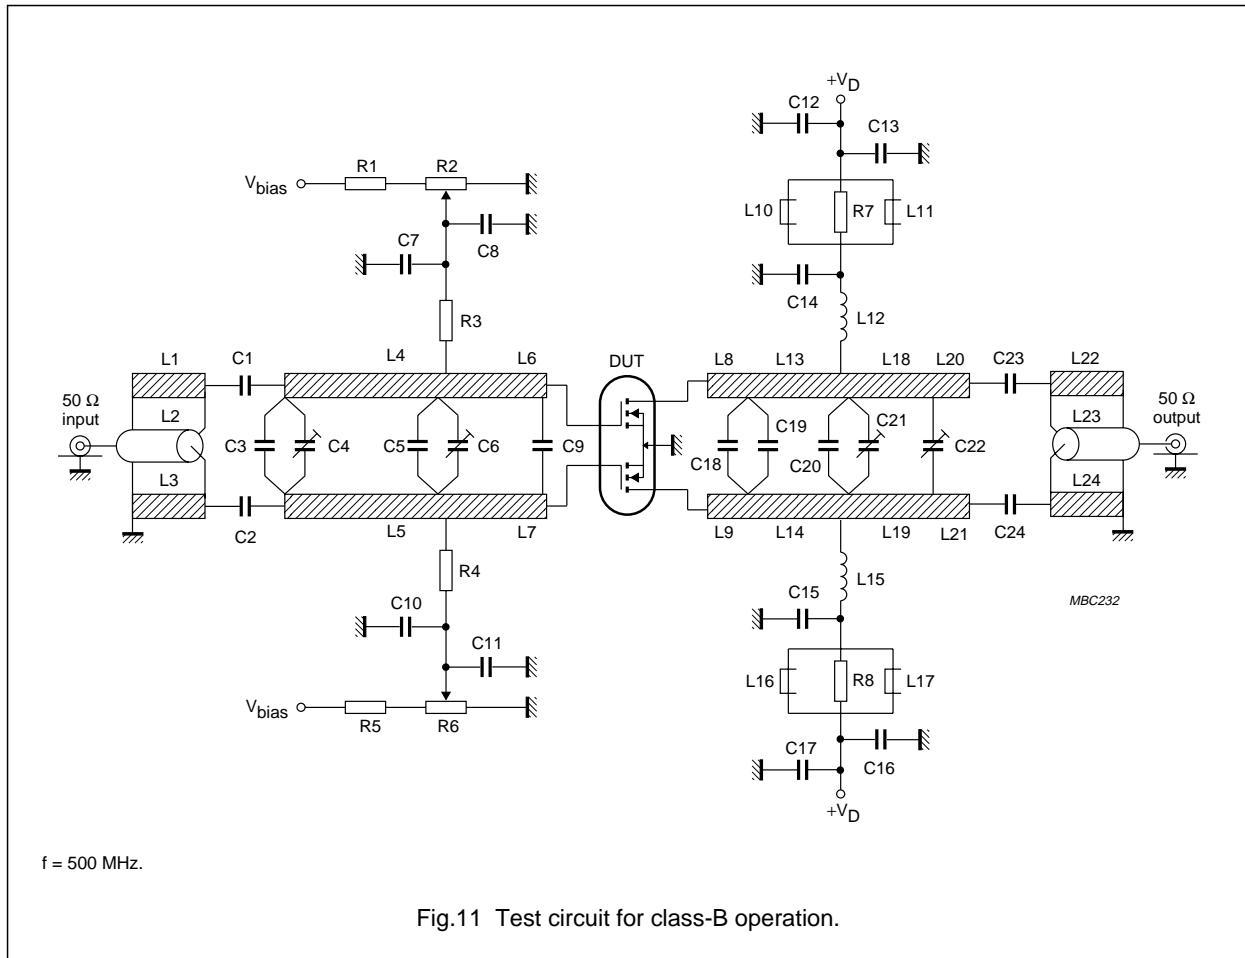 +VD
C12
C13
R1
R2
Vbias
L10
R7
L11
C7
C8
C14
L12
R3
DUT
L1
C1
L4
L6
L8
L13
L18
L20
C23
L22
50 Ω
input
L2
C3
C4
C5
C6
C9
C18
C19
C20
C21
C22
L23
50 Ω
output
L3
C2
L5
L7
L9
L14
L19
L21
C24
L24
R4
L15
C10
C15
MBC232
C11
L16
R8
L17
Vbias
R5
R6
C17
C16
+VD
f = 500 MHz.
Fig.11 Test circuit for class-B operation.